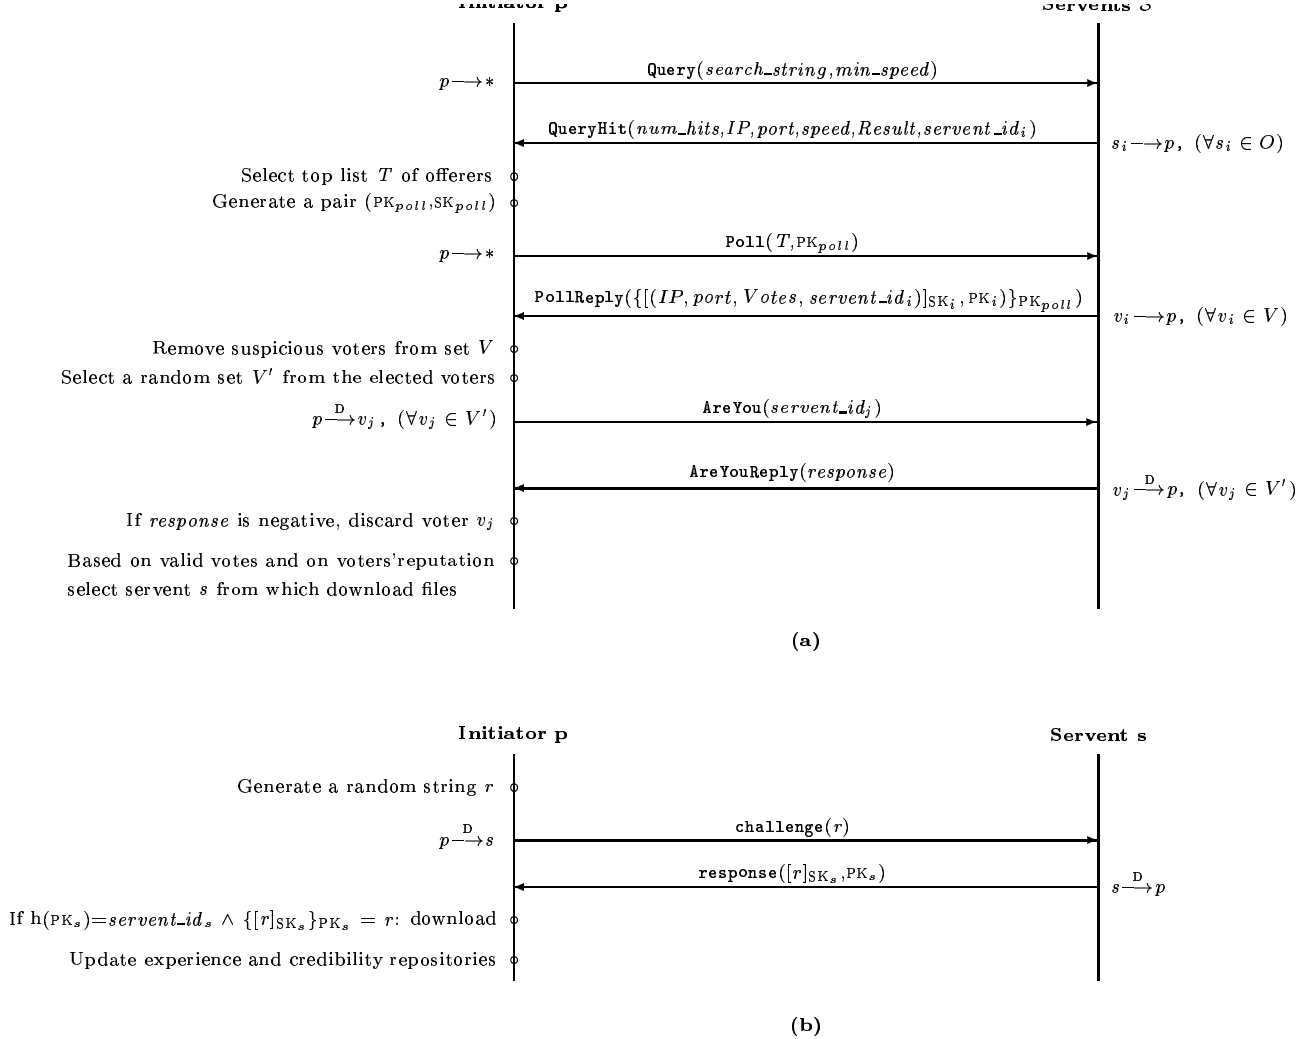 Initiator p Servents S
p⟶* Query(search_string,min_speed)
QueryHit(num_hits,IP,port,speed,Result,servent_id_i) s_i⟶p, (∀s_i ∈ O)
Select top list T of offerers
Generate a pair (PK_poll,SK_poll)
p⟶* Poll(T,PK_poll)
PollReply({[(IP, port, Votes, servent_id_i)]_SK_i, PK_i)}_PK_poll) v_i⟶p, (∀v_i ∈ V)
Remove suspicious voters from set V
Select a random set V′ from the elected voters
p—D→v_j, (∀v_j ∈ V′) AreYou(servent_id_j)
AreYouReply(response) v_j—D→p, (∀v_j ∈ V′)
If response is negative, discard voter v_j
Based on valid votes and on voters'reputation
select servent s from which download files
(a)
Initiator p Servent s
Generate a random string r
p—D→s challenge(r)
response([r]_SK_s,PK_s) s—D→p
If h(PK_s)=servent_id_s ∧ {[r]_SK_s}_PK_s = r: download
Update experience and credibility repositories
(b)